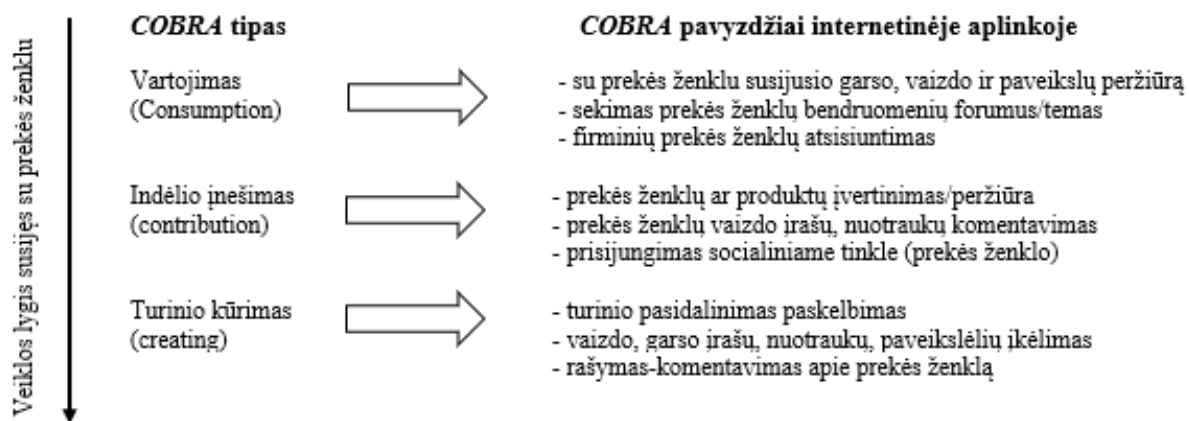 Veiklos lygis susijęs su prekės ženklu
COBRA tipas
COBRA pavyzdžiai internetinėje aplinkoje
Vartojimas
(Consumption)
- su prekės ženklu susijusio garso, vaizdo ir paveikslų peržiūrą
- sekimas prekės ženklų bendruomenių forumus/temas
- firminių prekės ženklų atsisiuntimas
Indėlio įnešimas
(contribution)
- prekės ženklų ar produktų įvertinimas/peržiūra
- prekės ženklų vaizdo įrašų, nuotraukų komentavimas
- prisijungimas socialiniame tinkle (prekės ženklo)
Turinio kūrimas
(creating)
- turinio pasidalinimas paskelbimas
- vaizdo, garso įrašų, nuotraukų, paveikslėlių įkėlimas
- rašymas-komentavimas apie prekės ženklą